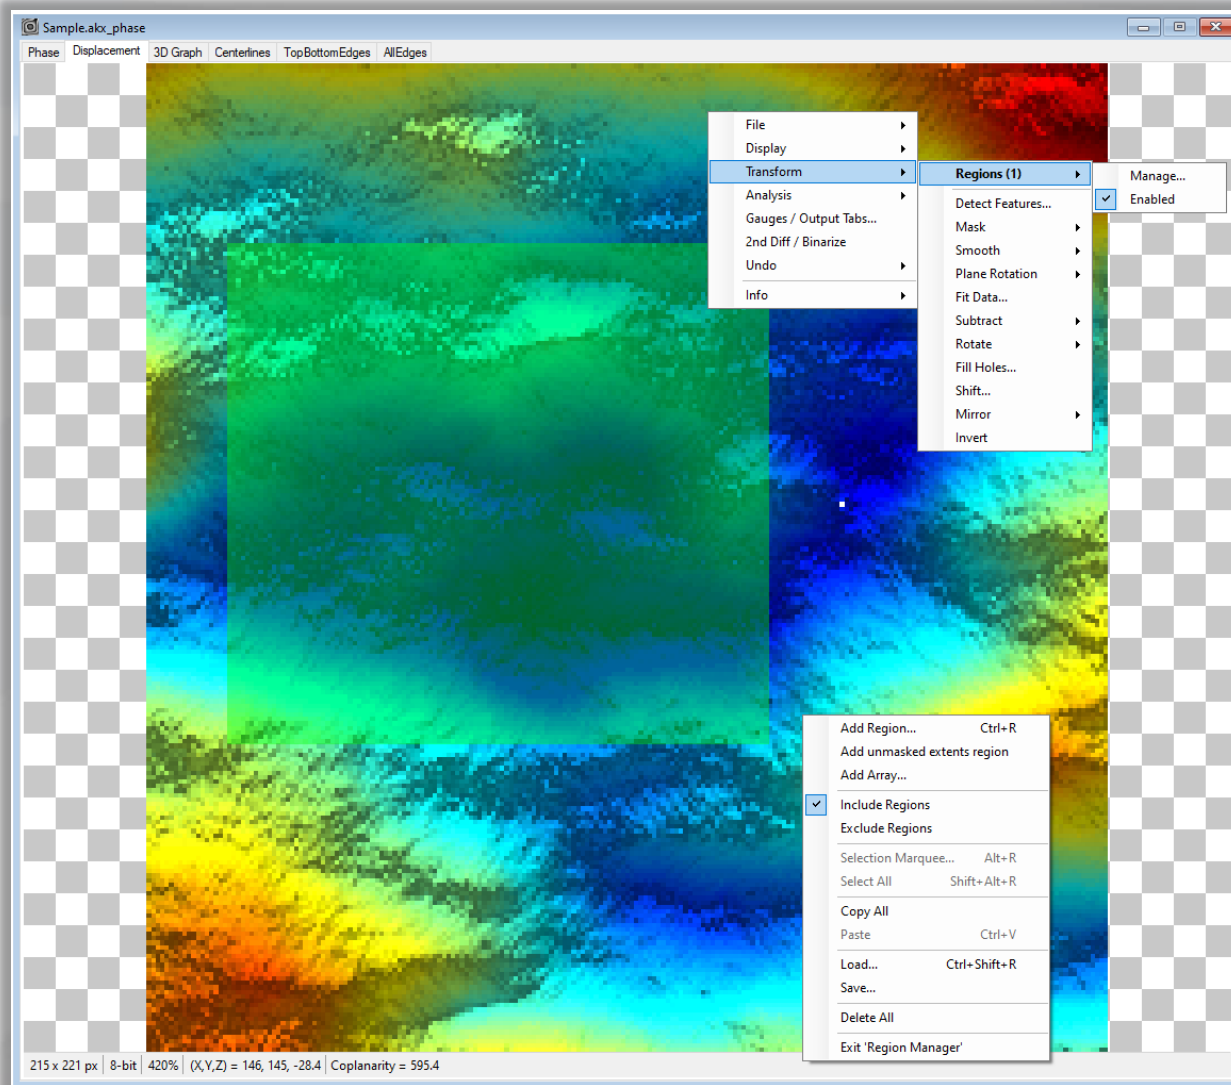 Sample.akx_phase
Phase Displacement 3D Graph Centerlines TopBottomEdges AllEdges
File
Display
Transform
Analysis
Gauges / Output Tabs...
2nd Diff / Binarize
Undo
Info
Regions (1)
Detect Features...
Mask
Smooth
Plane Rotation
Fit Data...
Subtract
Rotate
Fill Holes...
Shift...
Mirror
Invert
Manage...
Enabled
Add Region... Ctrl+R
Add unmasked extents region
Add Array...
Include Regions
Exclude Regions
Selection Marquee... Alt+R
Select All Shift+Alt+R
Copy All
Paste Ctrl+V
Load... Ctrl+Shift+R
Save...
Delete All
Exit 'Region Manager'
215 x 221 px 8-bit 420% (X,Y,Z) = 146, 145, -28.4 Coplanarity = 595.4